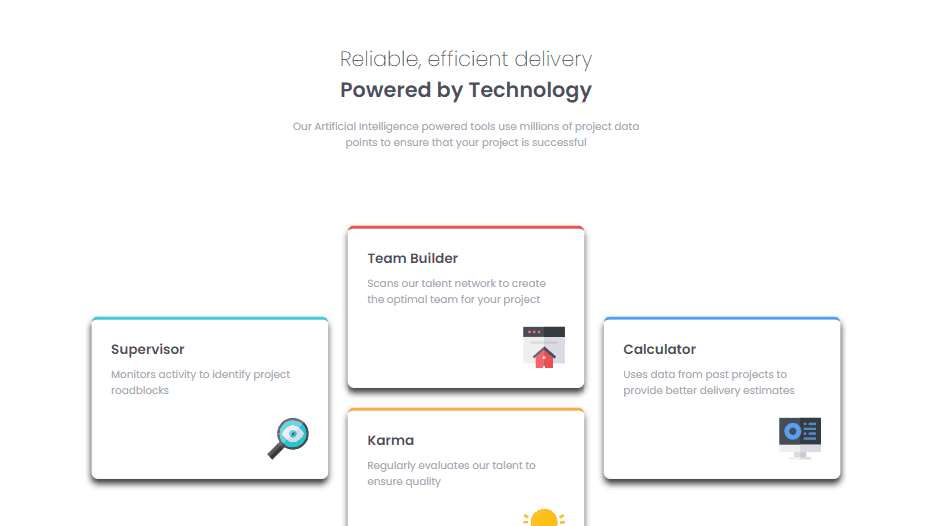 Reliable, efficient delivery
Powered by Technology
Our Artificial Intelligence powered tools use millions of project data
points to ensure that your project is successful
Team Builder
Scans our talent network to create
the optimal team for your project
Supervisor
Monitors activity to identify project
roadblocks
Calculator
Uses data from past projects to
provide better delivery estimates
Karma
Regularly evaluates our talent to
ensure quality